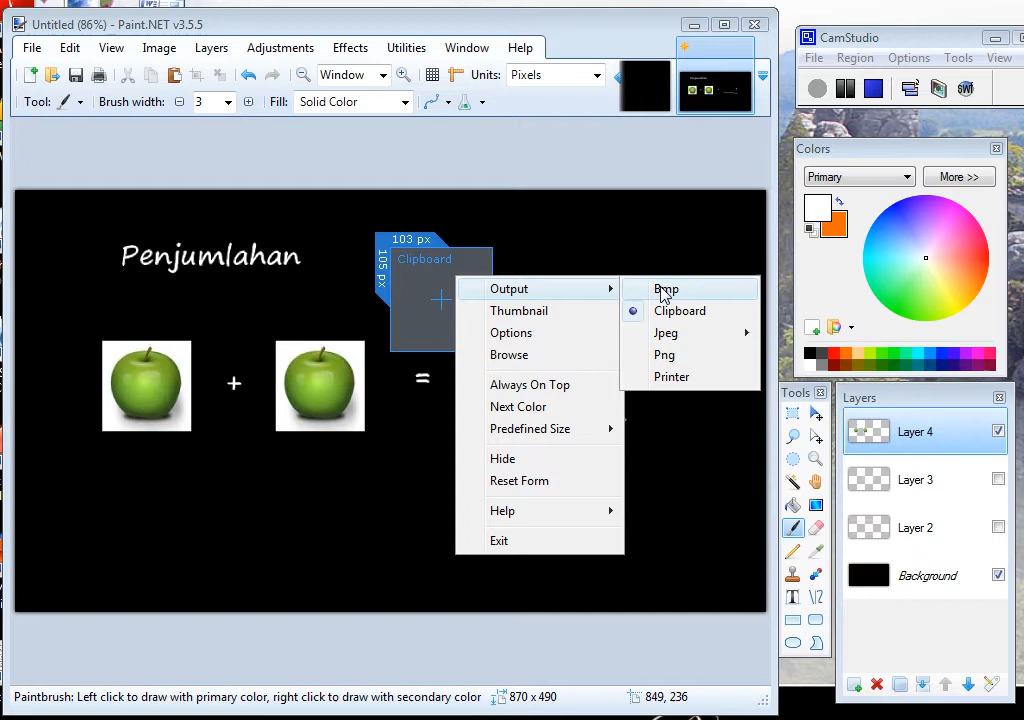 Untitled (86%) - Paint.NET v3.5.5
File Edit View Image Layers Adjustments Effects Utilities Window Help
Window Units: Pixels
Tool: Brush width: 3 Fill: Solid Color
Penjumlahan
103 px
105 px
Clipboard
+ =
Output
Thumbnail
Options
Browse
Always On Top
Next Color
Predefined Size
Hide
Reset Form
Help
Exit
Bmp
Clipboard
Jpeg
Png
Printer
Paintbrush: Left click to draw with primary color, right click to draw with secondary color 870 x 490 849, 236
CamStudio
File Region Options Tools View
Colors
Primary More >>
Tools
Layers
Layer 4
Layer 3
Layer 2
Background